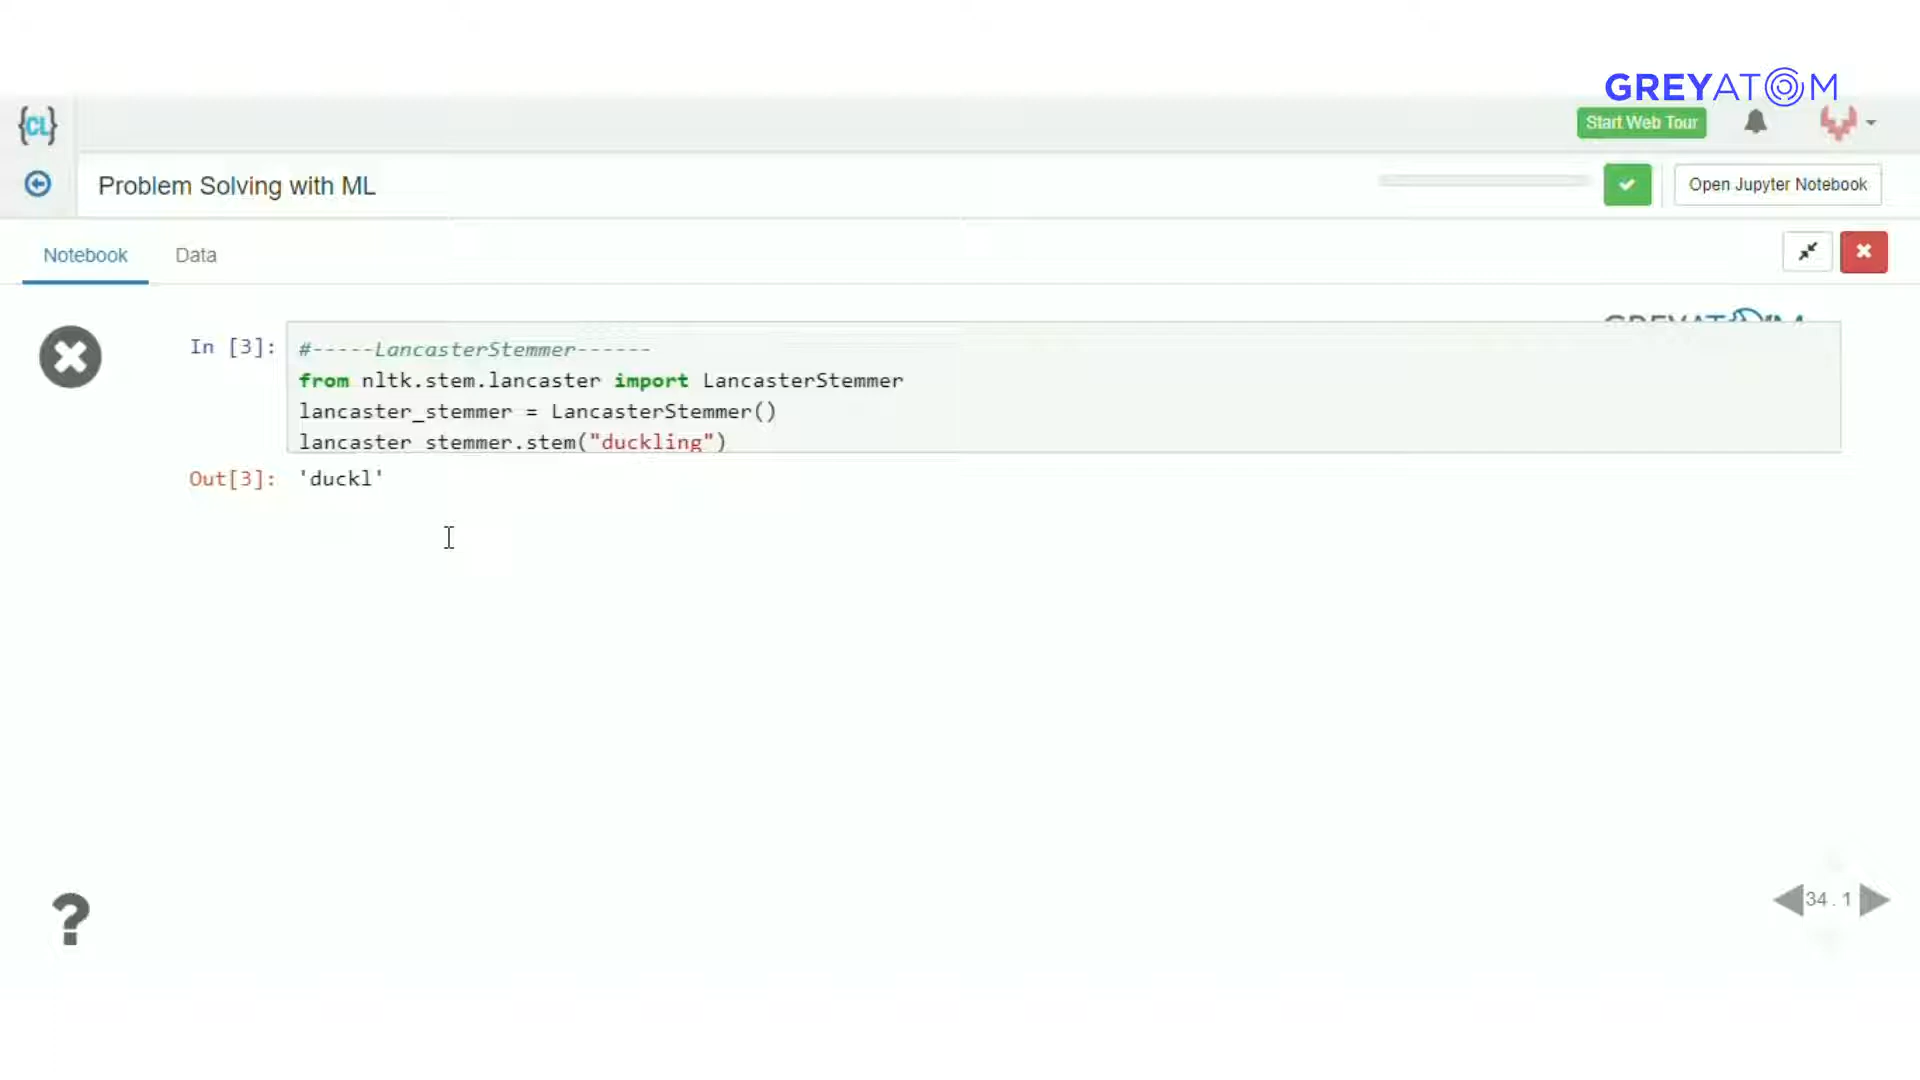 GREYATOM
{CL}
Start Web Tour
Problem Solving with ML
Open Jupyter Notebook
Notebook
Data
GREYATOM
In [3]:
#-----LancasterStemmer------
from nltk.stem.lancaster import LancasterStemmer
lancaster_stemmer = LancasterStemmer()
lancaster_stemmer.stem("duckling")
Out[3]: 'duckl'
?
34.1